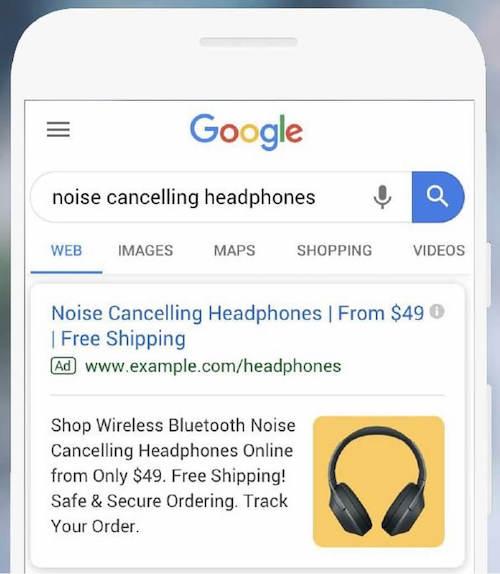 Google
noise cancelling headphones
WEB IMAGES MAPS SHOPPING VIDEOS
Noise Cancelling Headphones | From $49
| Free Shipping
Ad www.example.com/headphones
Shop Wireless Bluetooth Noise
Cancelling Headphones Online
from Only $49. Free Shipping!
Safe & Secure Ordering. Track
Your Order.